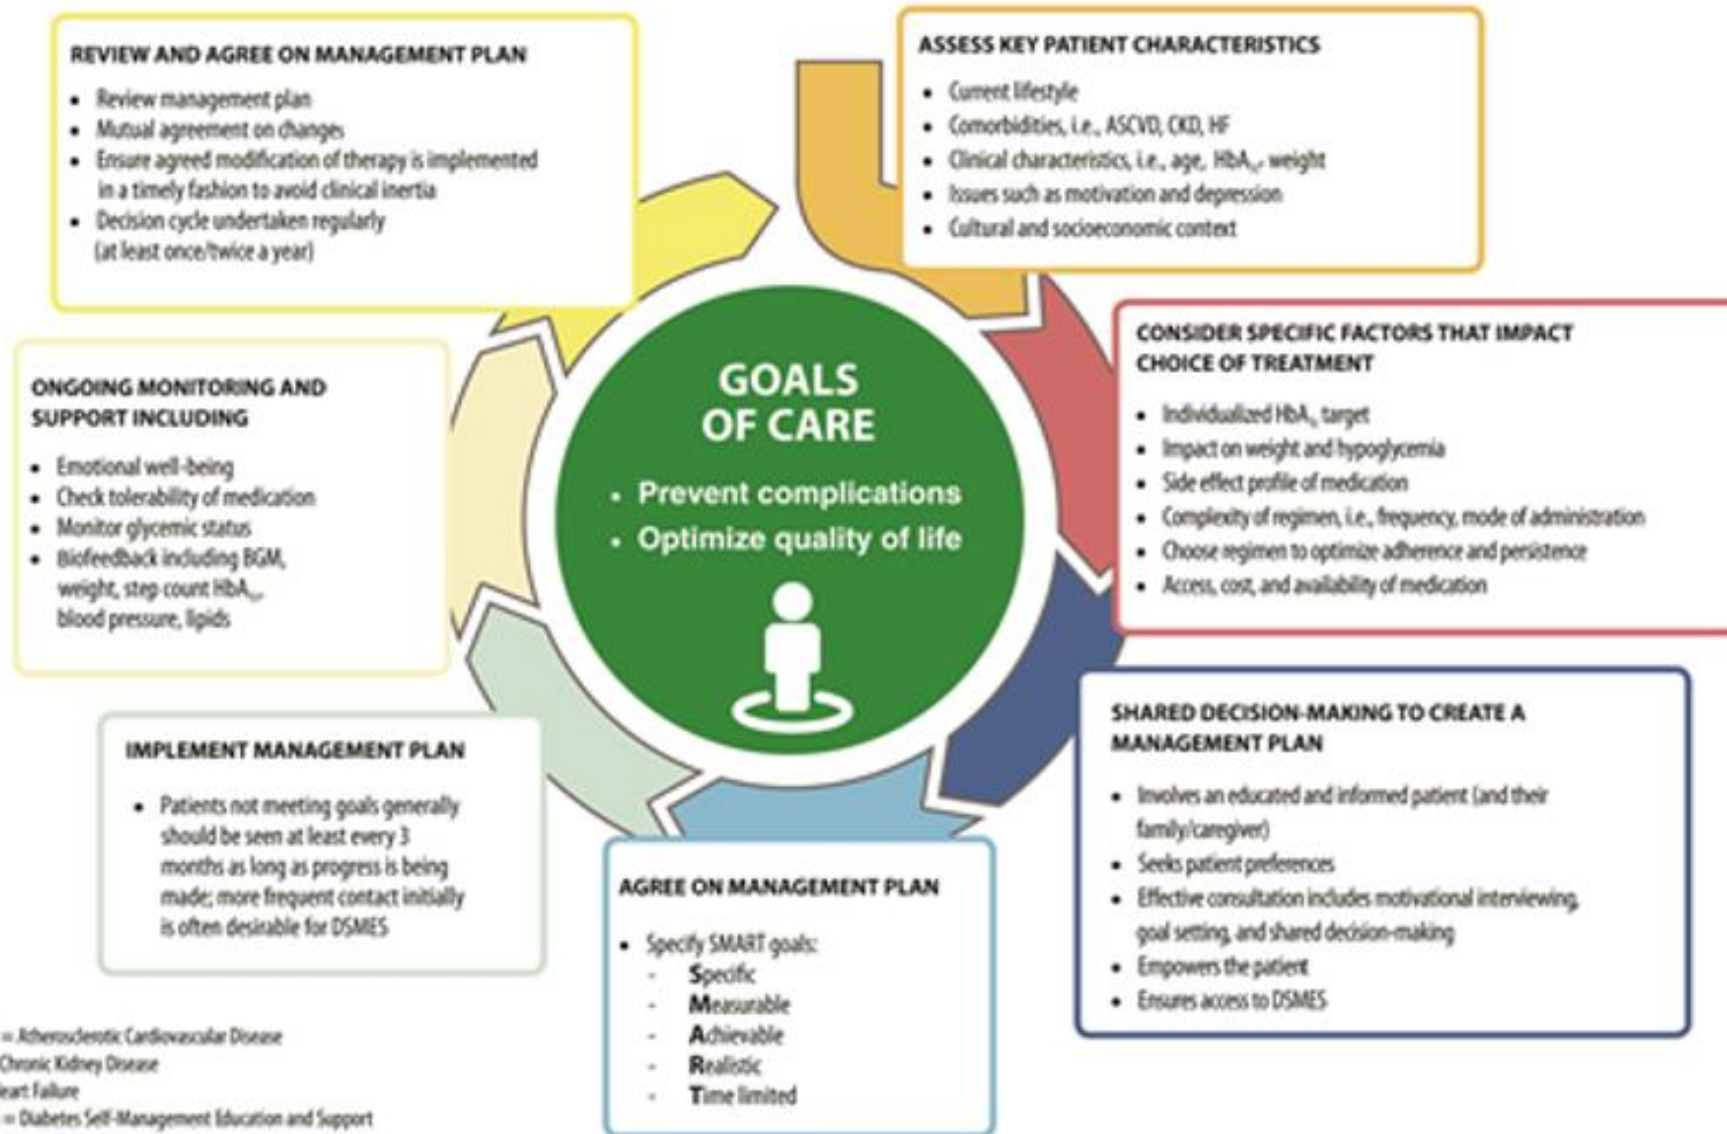 REVIEW AND AGREE ON MANAGEMENT PLAN
• Review management plan
• Mutual agreement on changes
• Ensure agreed modification of therapy is implemented
in a timely fashion to avoid clinical inertia
• Decision cycle undertaken regularly
(at least once/twice a year)
ASSESS KEY PATIENT CHARACTERISTICS
• Current lifestyle
• Comorbidities, i.e., ASCVD, CKD, HF
• Clinical characteristics, i.e., age, HbA1c, weight
• Issues such as motivation and depression
• Cultural and socioeconomic context
CONSIDER SPECIFIC FACTORS THAT IMPACT
CHOICE OF TREATMENT
• Individualized HbA1c target
• Impact on weight and hypoglycemia
• Side effect profile of medication
• Complexity of regimen, i.e., frequency, mode of administration
• Choose regimen to optimize adherence and persistence
• Access, cost, and availability of medication
SHARED DECISION-MAKING TO CREATE A
MANAGEMENT PLAN
• Involves an educated and informed patient (and their
family/caregiver)
• Seeks patient preferences
• Effective consultation includes motivational interviewing,
goal setting, and shared decision-making
• Empowers the patient
• Ensures access to DSMES
AGREE ON MANAGEMENT PLAN
• Specify SMART goals:
- Specific
- Measurable
- Achievable
- Realistic
- Time limited
IMPLEMENT MANAGEMENT PLAN
• Patients not meeting goals generally
should be seen at least every 3
months as long as progress is being
made; more frequent contact initially
is often desirable for DSMES
ONGOING MONITORING AND
SUPPORT INCLUDING
• Emotional well-being
• Check tolerability of medication
• Monitor glycemic status
• Biofeedback including BGM,
weight, step count HbA1c,
blood pressure, lipids
GOALS
OF CARE
• Prevent complications
• Optimize quality of life
= Atherosclerotic Cardiovascular Disease
Chronic Kidney Disease
Heart Failure
= Diabetes Self-Management Education and Support